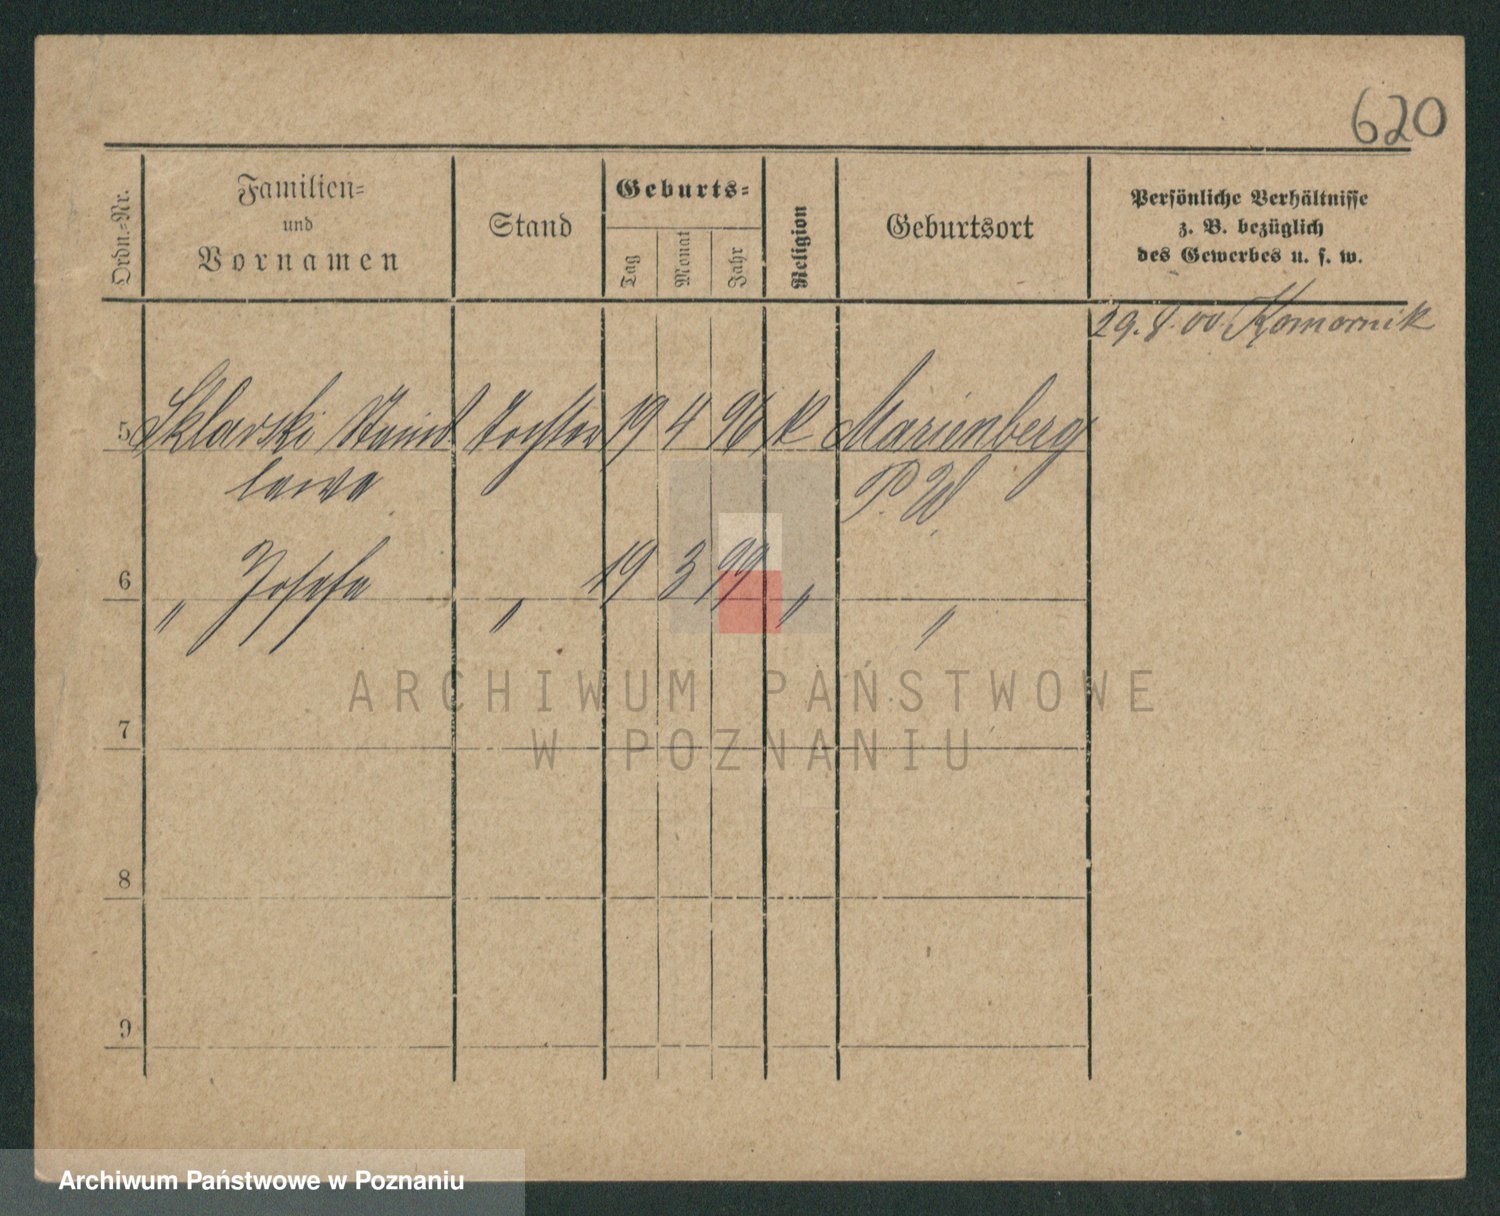 620
Ordn.-Nr.
Familien-
und
Vornamen
Stand
Geburts-
Tag
Monat
Jahr
Religion
Geburtsort
Persönliche Verhältnisse
z. B. bezüglich
des Gewerbes u. s. w.
29. 8. 00 Komornik
5 Sklarski Stanis Tochter 19 4 96 K Marienberg
lawa P. W.
6 " Josefa " 19 3 99 " "
7
8
9
ARCHIWUM PAŃSTWOWE
W POZNANIU
Archiwum Państwowe w Poznaniu